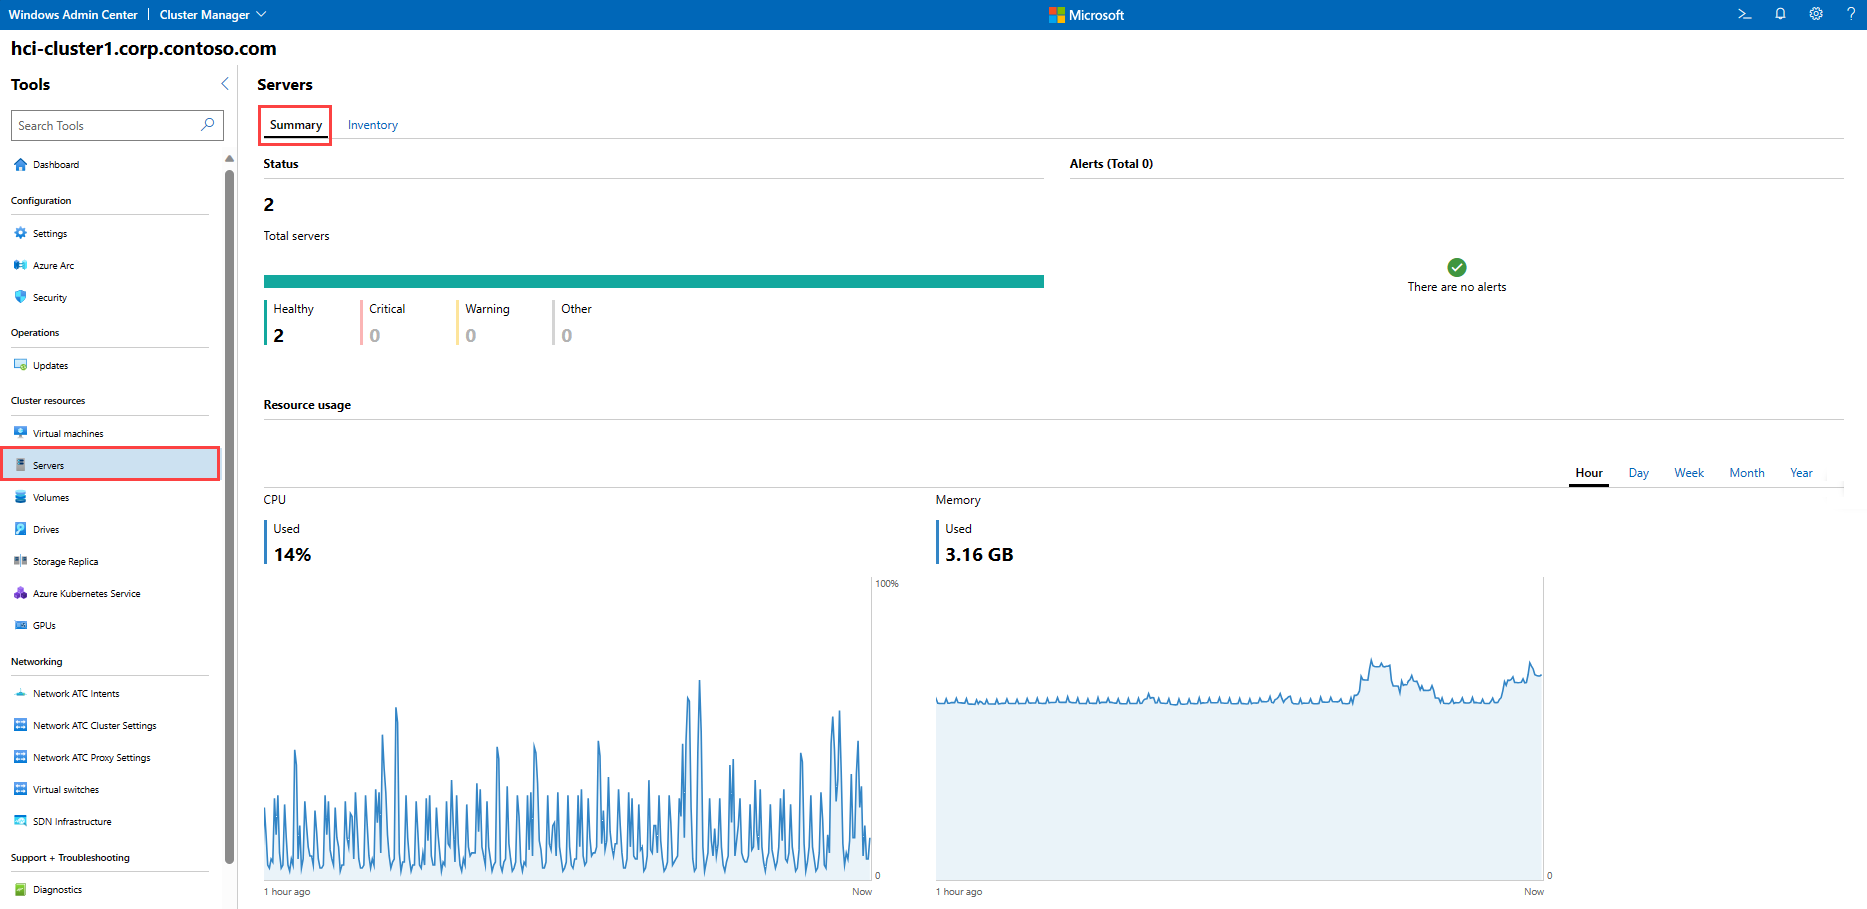 Windows Admin Center | Cluster Manager
Microsoft
hci-cluster1.corp.contoso.com
Tools
Search Tools
Dashboard
Configuration
Settings
Azure Arc
Security
Operations
Updates
Cluster resources
Virtual machines
Servers
Volumes
Drives
Storage Replica
Azure Kubernetes Service
GPUs
Networking
Network ATC Intents
Network ATC Cluster Settings
Network ATC Proxy Settings
Virtual switches
SDN Infrastructure
Support + Troubleshooting
Diagnostics
Servers
Summary Inventory
Status
2
Total servers
Healthy
2
Critical
0
Warning
0
Other
0
Alerts (Total 0)
There are no alerts
Resource usage
Hour Day Week Month Year
CPU
Used
14%
100%
0
1 hour ago Now
Memory
Used
3.16 GB
0
1 hour ago Now